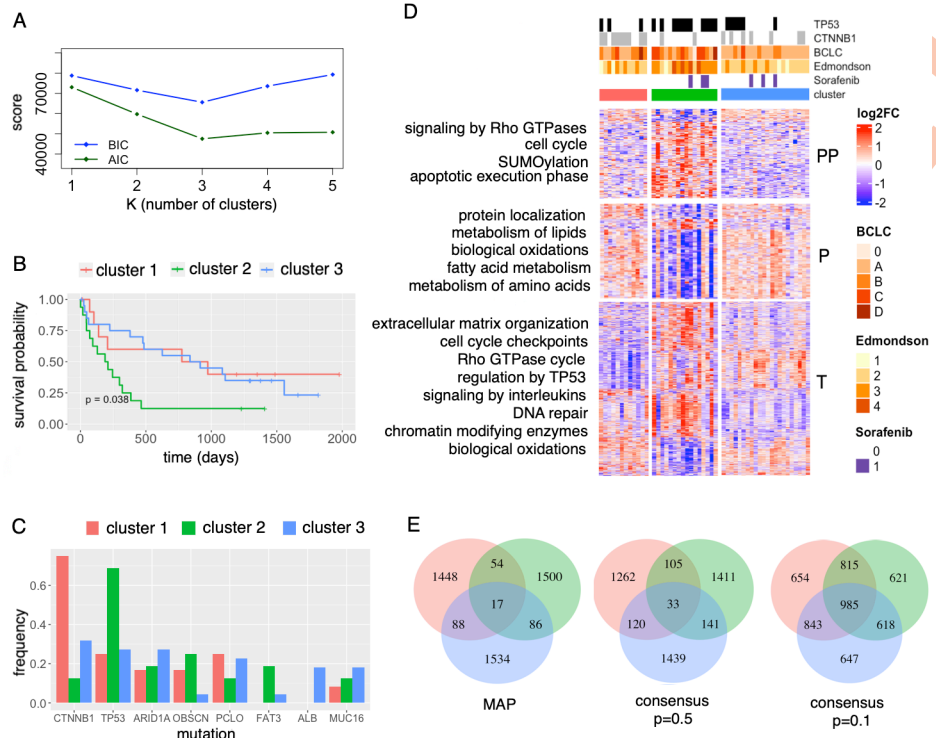 A
score
70000
40000
BIC
AIC
1 2 3 4 5
K (number of clusters)
B
cluster 1 cluster 2 cluster 3
survival probability
1.00
0.75
0.50
0.25
0.00
p = 0.038
0 500 1000 1500 2000
time (days)
C
cluster 1 cluster 2 cluster 3
frequency
0.6
0.4
0.2
0.0
CTNNB1 TP53 ARID1A OBSCN PCLO FAT3 ALB MUC16
mutation
D
TP53
CTNNB1
BCLC
Edmondson
Sorafenib
cluster
signaling by Rho GTPases
cell cycle
SUMOylation
apoptotic execution phase
PP
protein localization
metabolism of lipids
biological oxidations
fatty acid metabolism
metabolism of amino acids
P
extracellular matrix organization
cell cycle checkpoints
Rho GTPase cycle
regulation by TP53
signaling by interleukins
DNA repair
chromatin modifying enzymes
biological oxidations
T
log2FC
2
1
0
-1
-2
BCLC
0
A
B
C
D
Edmondson
1
2
3
4
Sorafenib
0
1
E
1448 54 1500
17
88 86
1534
MAP
1262 105 1411
33
120 141
1439
consensus
p=0.5
654 815 621
985
843 618
647
consensus
p=0.1